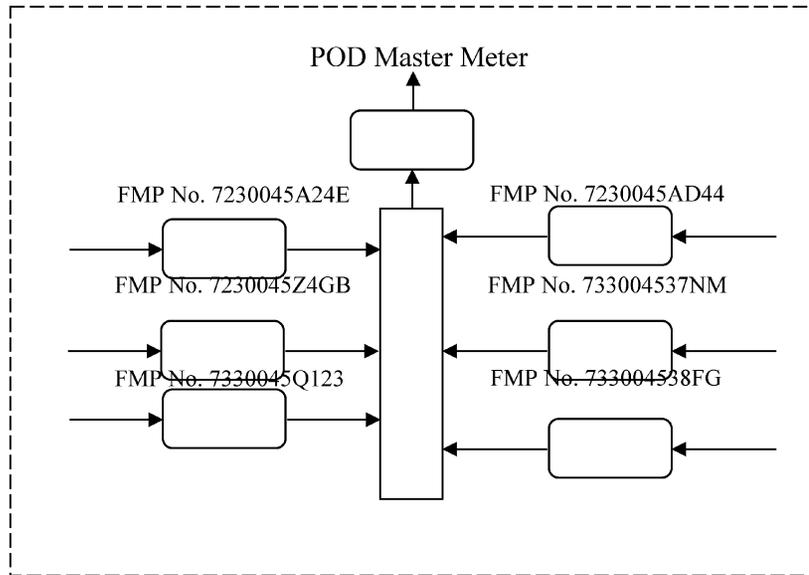 POD Master Meter
FMP No. 7230045A24E
FMP No. 7230045AD44
FMP No. 7230045Z4GB
FMP No. 733004537NM
FMP No. 7330045Q123
FMP No. 733004538FG